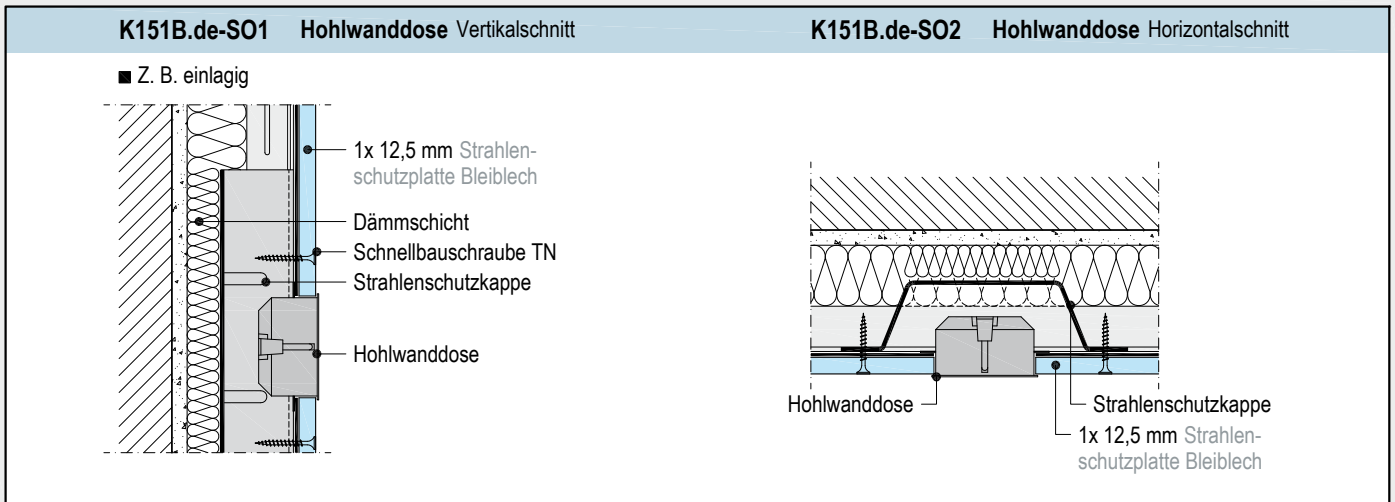 K151B.de-SO1 Hohlwanddose Vertikalschnitt
■ Z. B. einlagig
1x 12,5 mm Strahlen-
schutzplatte Bleiblech
Dämmschicht
Schnellbauschraube TN
Strahlenschutzkappe
Hohlwanddose
K151B.de-SO2 Hohlwanddose Horizontalschnitt
Hohlwanddose
Strahlenschutzkappe
1x 12,5 mm Strahlen-
schutzplatte Bleiblech